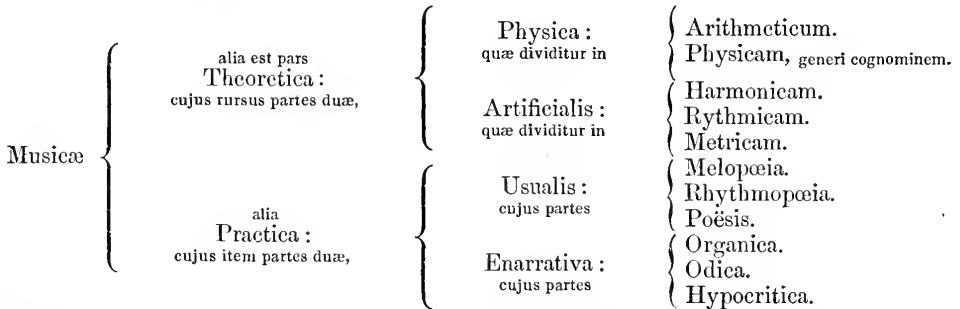 Musicæ
alia est pars
Theoretica :
cujus rursus partes duæ,
Physica :
quæ dividitur in
Arithmeticum.
Physicam, generi cognominem.
Artificialis :
quæ dividitur in
Harmonicam.
Rythmicam.
Metricam.
alia
Practica :
cujus item partes duæ,
Usualis :
cujus partes
Melopœia.
Rhythmopœia.
Poësis.
Enarrativa :
cujus partes
Organica.
Odica.
Hypocritica.